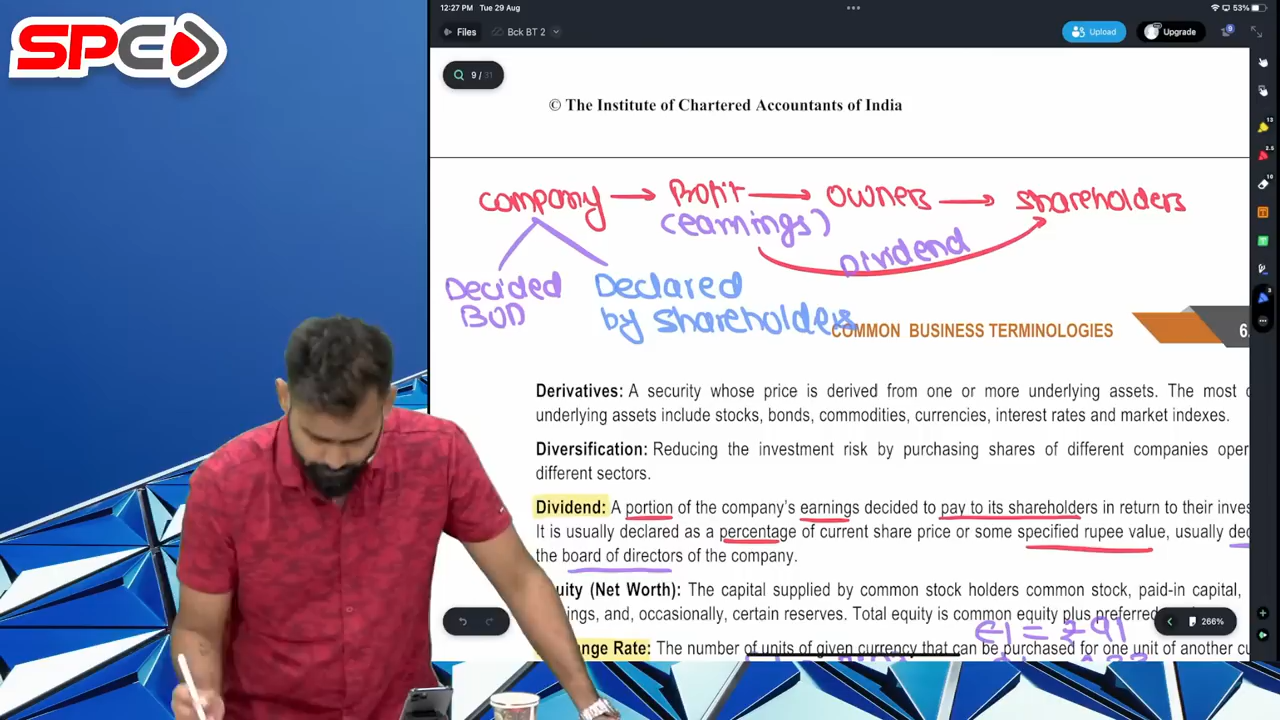 SPC
12:27 PM Tue 29 Aug
53%
Files
Bck BT 2
Upload
Upgrade
9 / 31
© The Institute of Chartered Accountants of India
company → Profit → owners → shareholders
(earnings)
Dividend
Decided
BOD
Declared
by shareholders
COMMON BUSINESS TERMINOLOGIES
6.
Derivatives: A security whose price is derived from one or more underlying assets. The most
underlying assets include stocks, bonds, commodities, currencies, interest rates and market indexes.
Diversification: Reducing the investment risk by purchasing shares of different companies oper
different sectors.
Dividend: A portion of the company's earnings decided to pay to its shareholders in return to their inves
It is usually declared as a percentage of current share price or some specified rupee value, usually dec
the board of directors of the company.
uity (Net Worth): The capital supplied by common stock holders common stock, paid-in capital,
ings, and, occasionally, certain reserves. Total equity is common equity plus preferred
266%
£1 = ₹91
nge Rate: The number of units of given currency that can be purchased for one unit of another cu